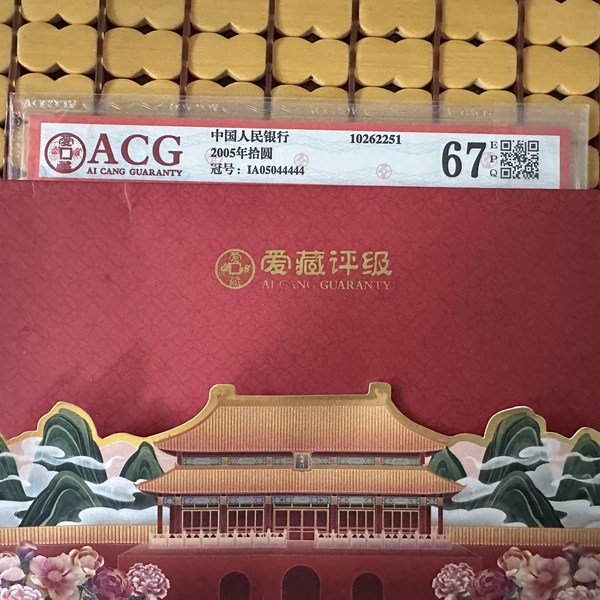 ACG
AI CANG GUARANTY
中国人民银行 10262251
2005年拾圆
冠号: IA05044444
67 EPQ
爱藏评级
AI CANG GUARANTY